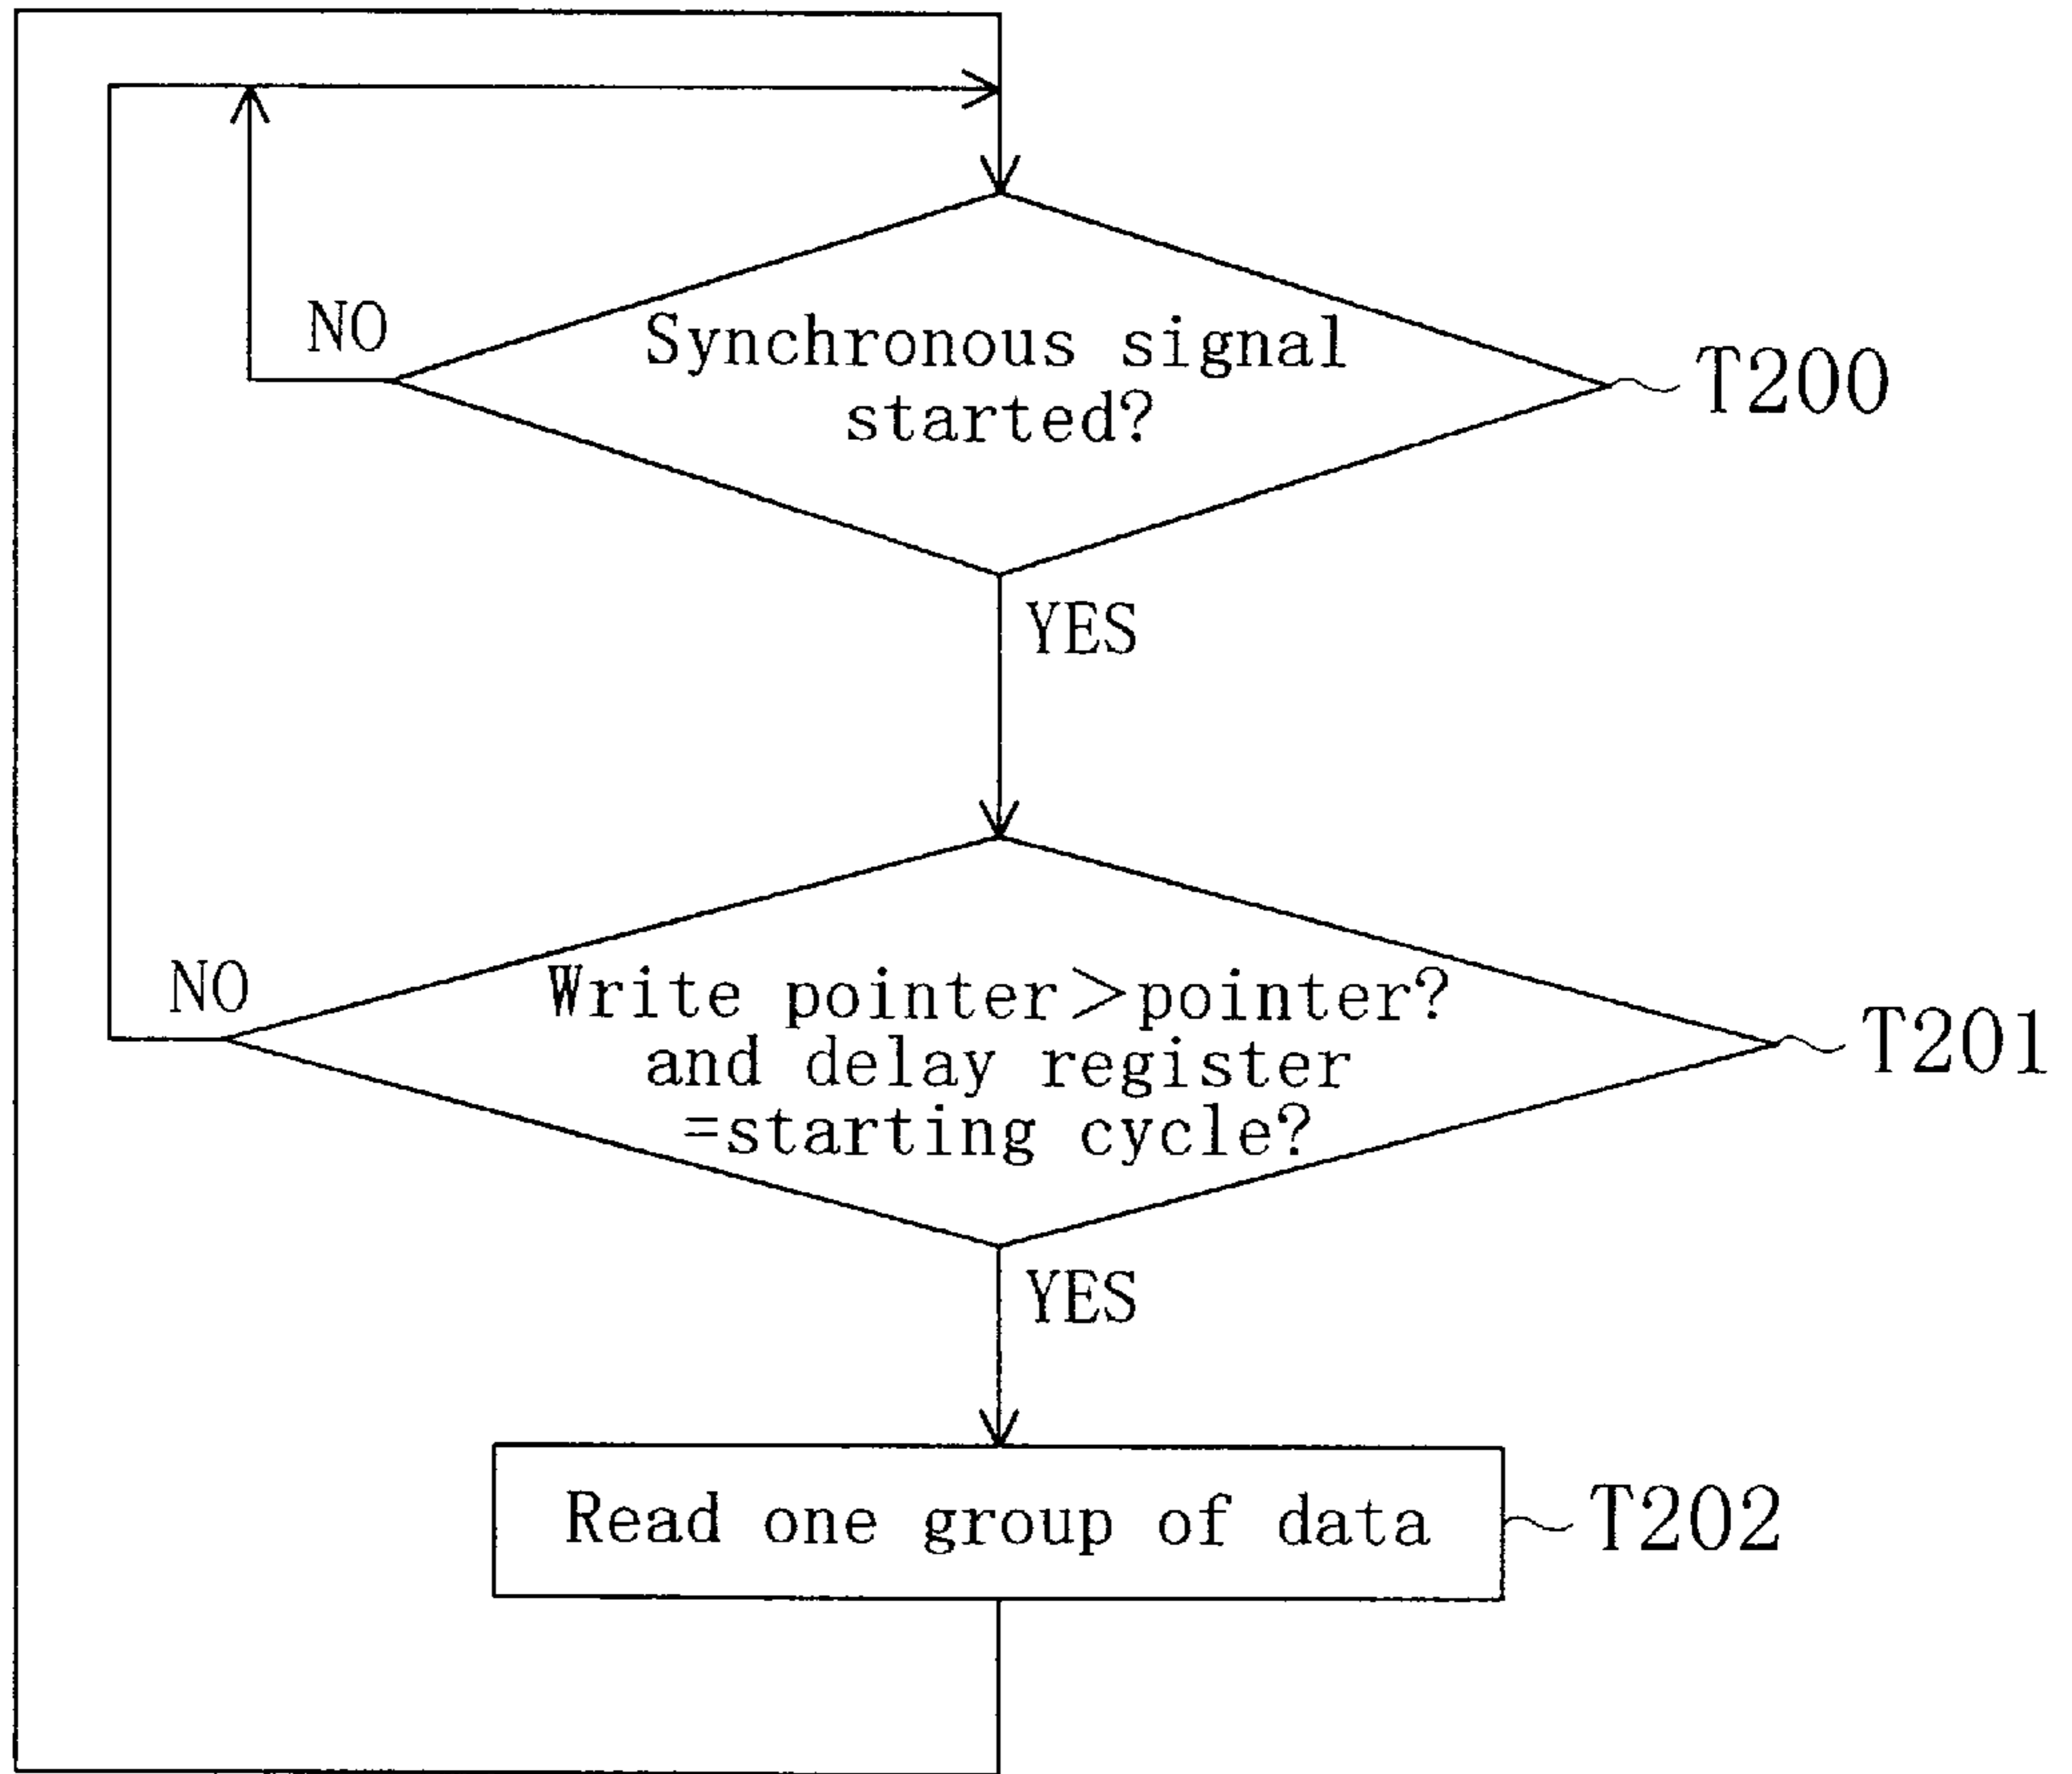 NO
Synchronous signal
started?
T200
YES
NO
Write pointer>pointer?
and delay register
=starting cycle?
T201
YES
Read one group of data
T202